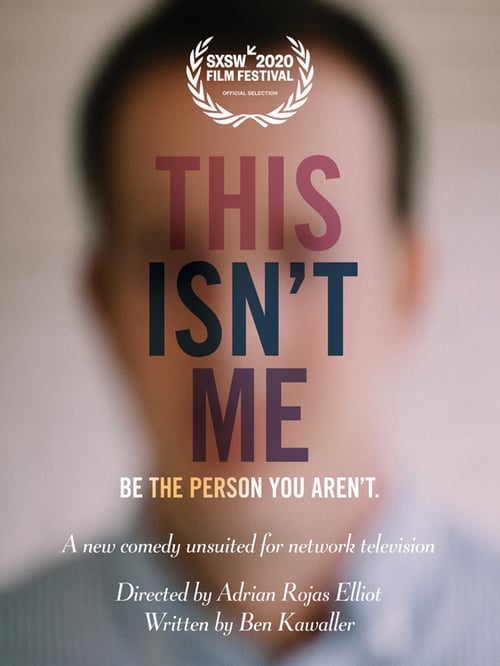 SXSW 2020
FILM FESTIVAL
OFFICIAL SELECTION
THIS
ISN'T
ME
BE THE PERSON YOU AREN'T.
A new comedy unsuited for network television
Directed by Adrian Rojas Elliot
Written by Ben Kawaller